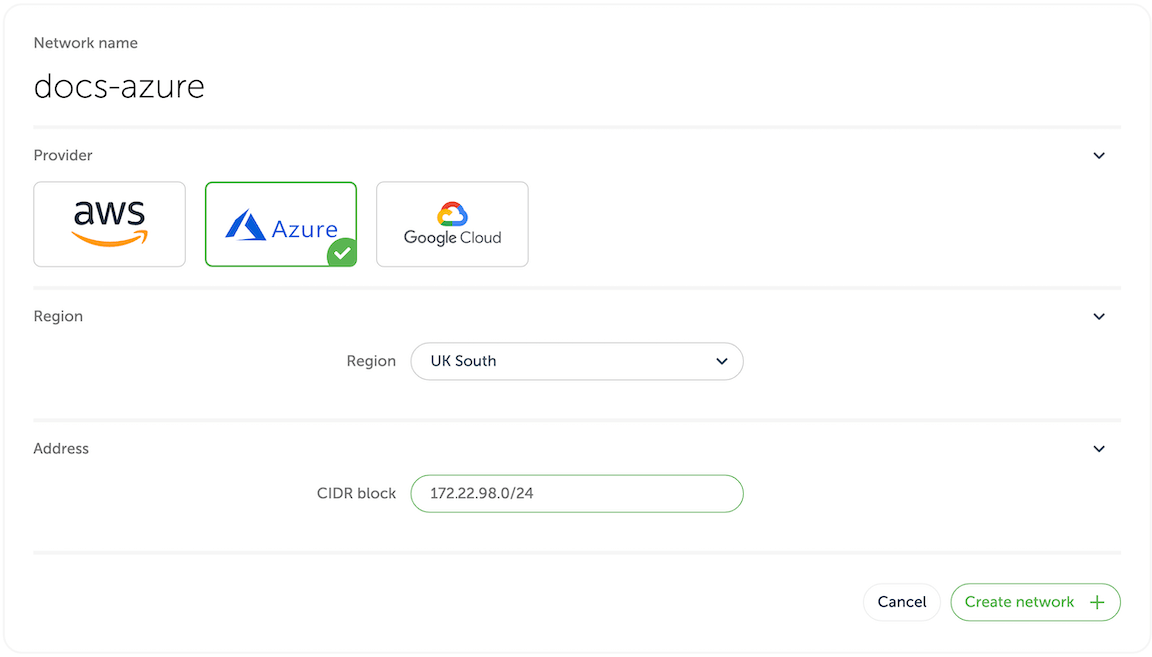 Network name
docs-azure
Provider
aws
Azure
Google Cloud
Region
Region UK South
Address
CIDR block 172.22.98.0/24
Cancel Create network +